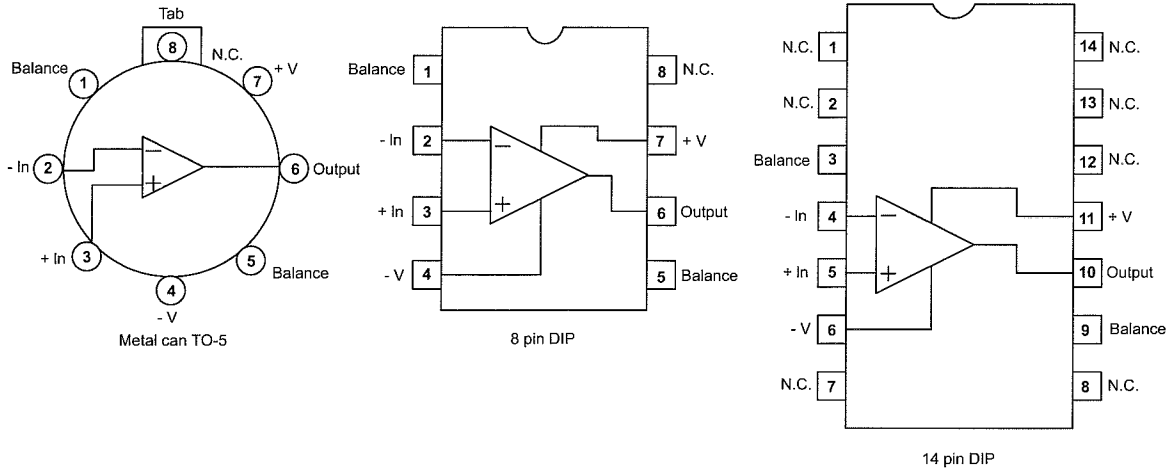 Tab
8
N.C.
Balance
1
7
+ V
- In
2
−
+
6
Output
+ In
3
5
Balance
4
- V
Metal can TO-5
Balance
1
8
N.C.
- In
2
−
7
+ V
+ In
3
+
6
Output
- V
4
5
Balance
8 pin DIP
N.C.
1
14
N.C.
N.C.
2
13
N.C.
Balance
3
12
N.C.
- In
4
−
11
+ V
+ In
5
+
10
Output
- V
6
9
Balance
N.C.
7
8
N.C.
14 pin DIP